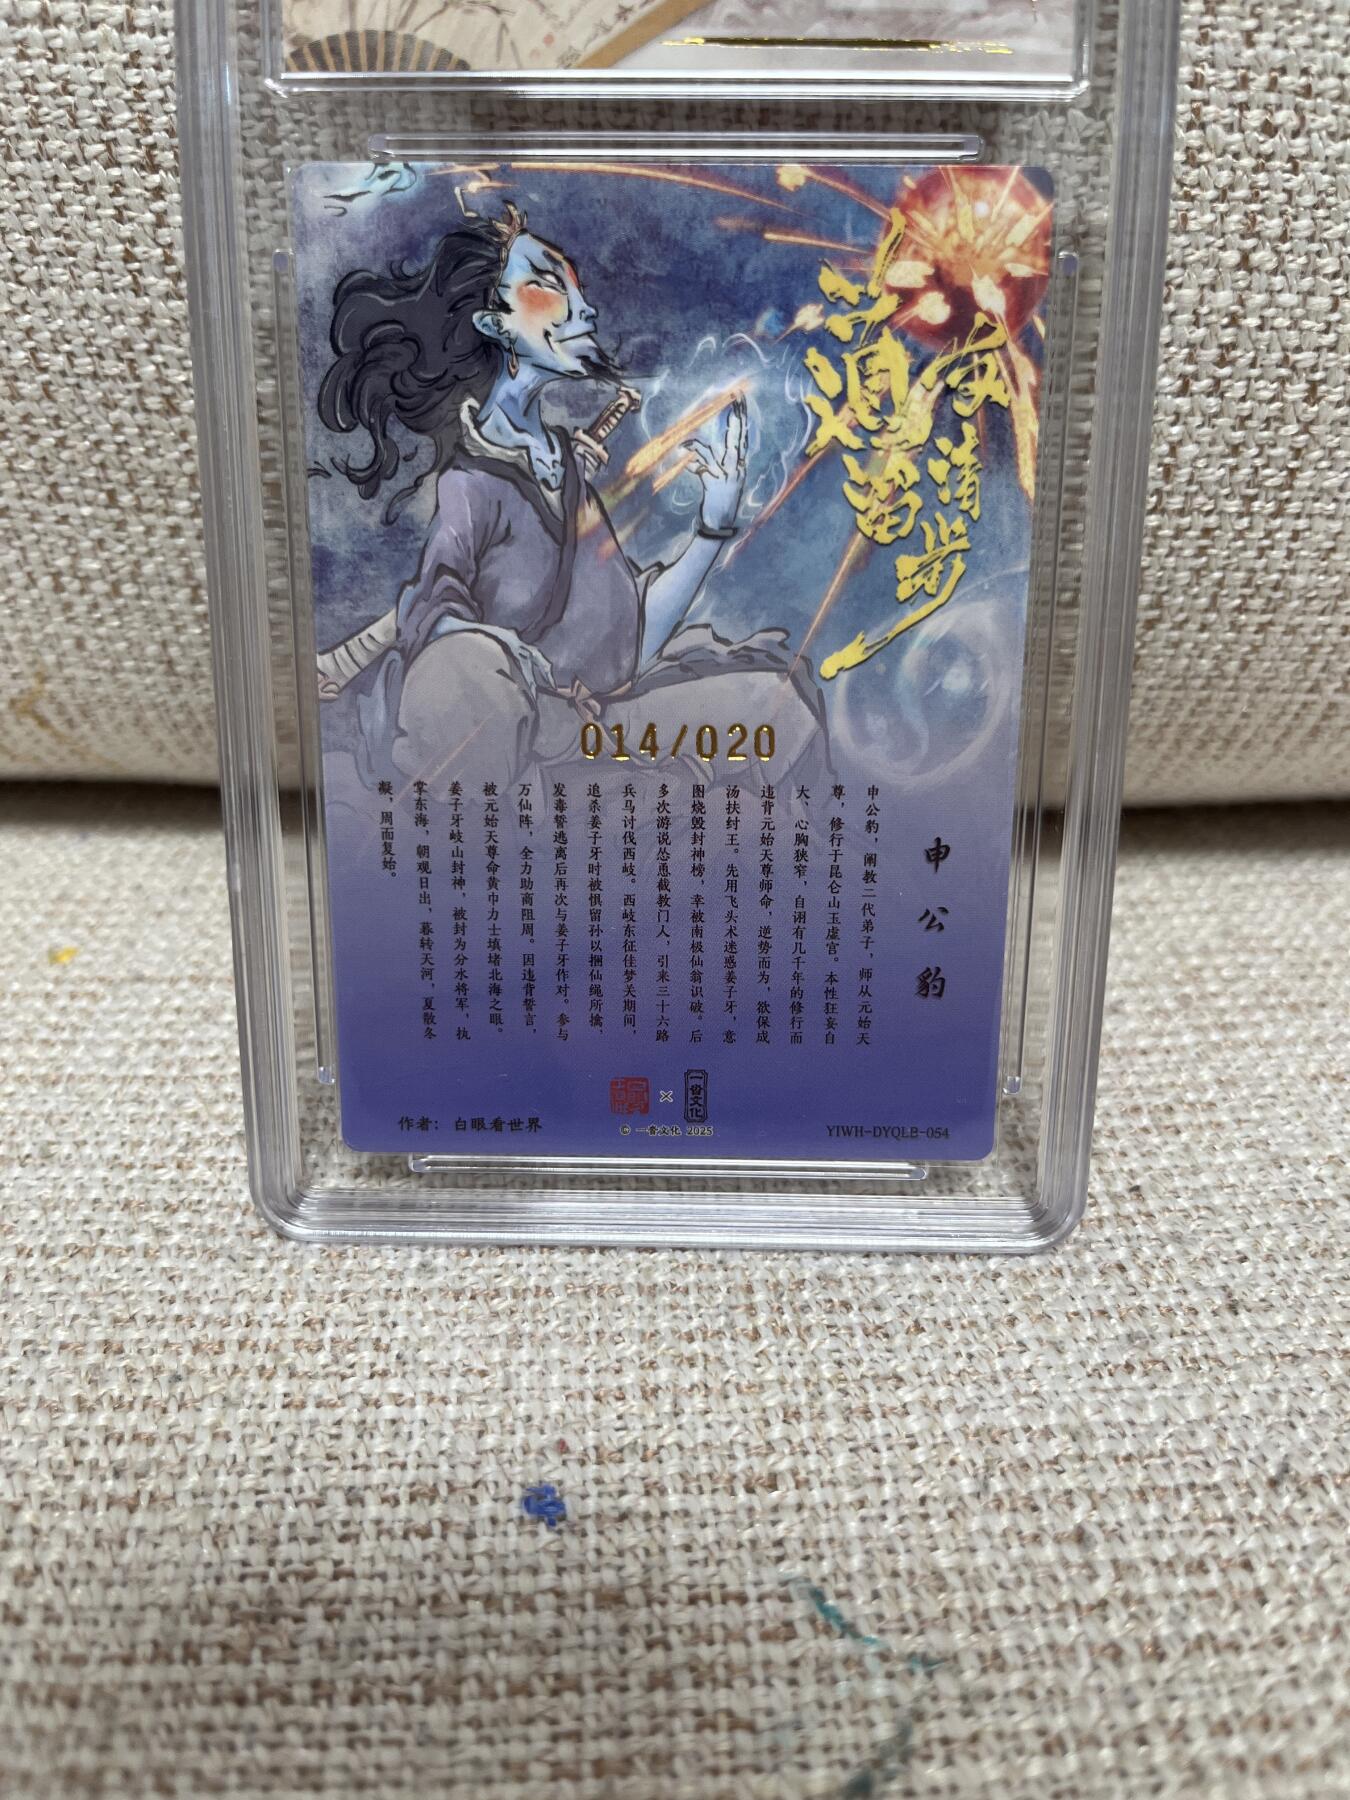 道友请留步
014/020
申公豹
申公豹，阐教二代弟子，师从元始天
尊，修行于昆仑山玉虚宫。本性狂妄自
大、心胸狭窄，自诩有几千年的修行而
违背元始天尊师命，逆势而为，欲保成
汤扶纣王。先用飞头术迷惑姜子牙，意
图烧毁封神榜，幸被南极仙翁识破。后
多次游说怂恿截教门人，引来三十六路
兵马讨伐西岐。西岐东征佳梦关期间，
追杀姜子牙时被惧留孙以捆仙绳所擒，
发毒誓逃离后再次与姜子牙作对。参与
万仙阵，全力助商阻周。因违背誓言，
被元始天尊命黄巾力士填堵北海之眼。
姜子牙岐山封神，被封为分水将军，执
掌东海，朝观日出，暮转天河，夏散冬
凝，周而复始。
作者：白眼看世界
×
一沓文化
© 一沓文化 2025
YIWH-DYQLB-054